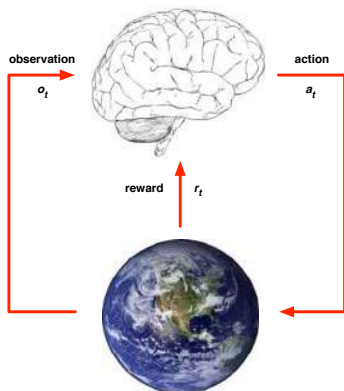 observation
o_t
action
a_t
reward
r_t